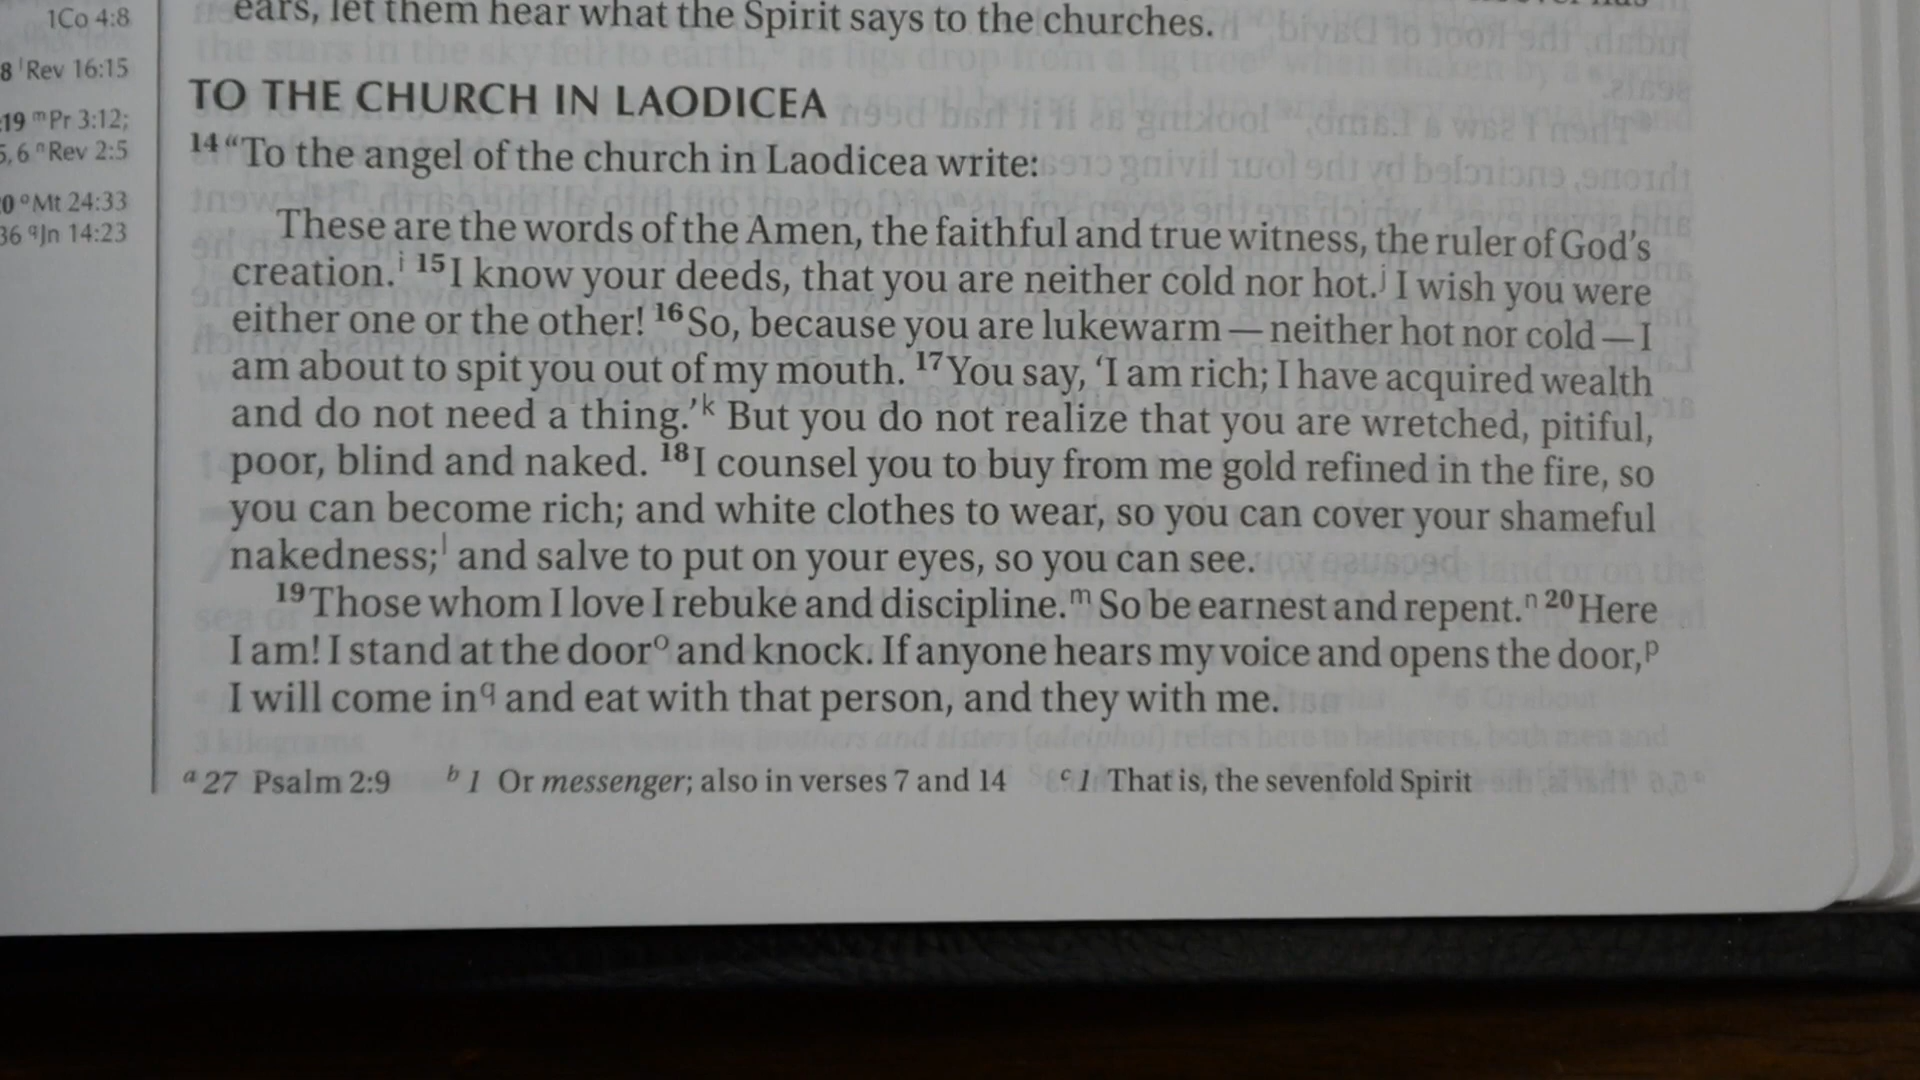 1Co 4:8
8 l Rev 16:15
19 m Pr 3:12;
5,6 n Rev 2:5
0 o Mt 24:33
36 q Jn 14:23
ears, let them hear what the Spirit says to the churches.
TO THE CHURCH IN LAODICEA
14 “To the angel of the church in Laodicea write:
These are the words of the Amen, the faithful and true witness, the ruler of God’s
creation. i 15 I know your deeds, that you are neither cold nor hot. j I wish you were
either one or the other! 16 So, because you are lukewarm — neither hot nor cold — I
am about to spit you out of my mouth. 17 You say, ‘I am rich; I have acquired wealth
and do not need a thing.’ k But you do not realize that you are wretched, pitiful,
poor, blind and naked. 18 I counsel you to buy from me gold refined in the fire, so
you can become rich; and white clothes to wear, so you can cover your shameful
nakedness; l and salve to put on your eyes, so you can see.
19 Those whom I love I rebuke and discipline. m So be earnest and repent. n 20 Here
I am! I stand at the door o and knock. If anyone hears my voice and opens the door, p
I will come in q and eat with that person, and they with me.
a 27 Psalm 2:9 b 1 Or messenger; also in verses 7 and 14 c 1 That is, the sevenfold Spirit